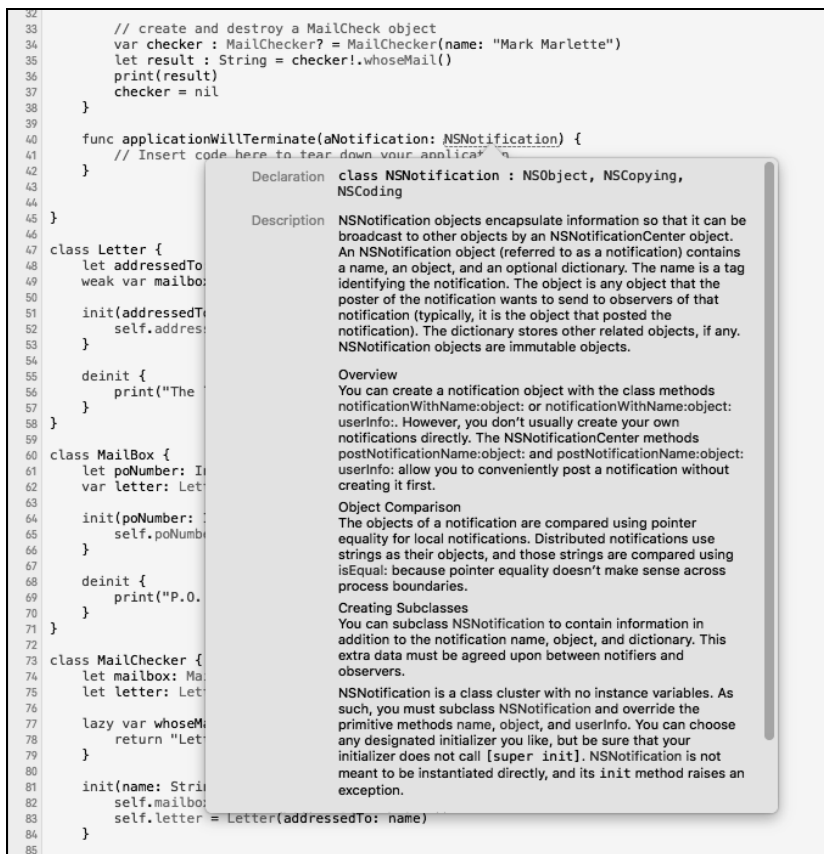 32
33 // create and destroy a MailCheck object
34 var checker : MailChecker? = MailChecker(name: "Mark Marlette")
35 let result : String = checker!.whoseMail()
36 print(result)
37 checker = nil
38 }
39
40 func applicationWillTerminate(aNotification: NSNotification) {
41 // Insert code here to tear down your application
42 }
43
44
45 }
46
47 class Letter {
48 let addressedTo
49 weak var mailbox
50
51 init(addressedTo
52 self.address
53 }
54
55 deinit {
56 print("The
57 }
58 }
59
60 class MailBox {
61 let poNumber: In
62 var letter: Let
63
64 init(poNumber:
65 self.poNumbe
66 }
67
68 deinit {
69 print("P.O.
70 }
71 }
72
73 class MailChecker {
74 let mailbox: Mai
75 let letter: Let
76
77 lazy var whoseMa
78 return "Let
79 }
80
81 init(name: Strin
82 self.mailbox
83 self.letter = Letter(addressedTo: name)
84 }
85
Declaration class NSNotification : NSObject, NSCopying,
NSCoding
Description NSNotification objects encapsulate information so that it can be
broadcast to other objects by an NSNotificationCenter object.
An NSNotification object (referred to as a notification) contains
a name, an object, and an optional dictionary. The name is a tag
identifying the notification. The object is any object that the
poster of the notification wants to send to observers of that
notification (typically, it is the object that posted the
notification). The dictionary stores other related objects, if any.
NSNotification objects are immutable objects.
Overview
You can create a notification object with the class methods
notificationWithName:object: or notificationWithName:object:
userInfo:. However, you don't usually create your own
notifications directly. The NSNotificationCenter methods
postNotificationName:object: and postNotificationName:object:
userInfo: allow you to conveniently post a notification without
creating it first.
Object Comparison
The objects of a notification are compared using pointer
equality for local notifications. Distributed notifications use
strings as their objects, and those strings are compared using
isEqual: because pointer equality doesn't make sense across
process boundaries.
Creating Subclasses
You can subclass NSNotification to contain information in
addition to the notification name, object, and dictionary. This
extra data must be agreed upon between notifiers and
observers.
NSNotification is a class cluster with no instance variables. As
such, you must subclass NSNotification and override the
primitive methods name, object, and userInfo. You can choose
any designated initializer you like, but be sure that your
initializer does not call [super init]. NSNotification is not
meant to be instantiated directly, and its init method raises an
exception.